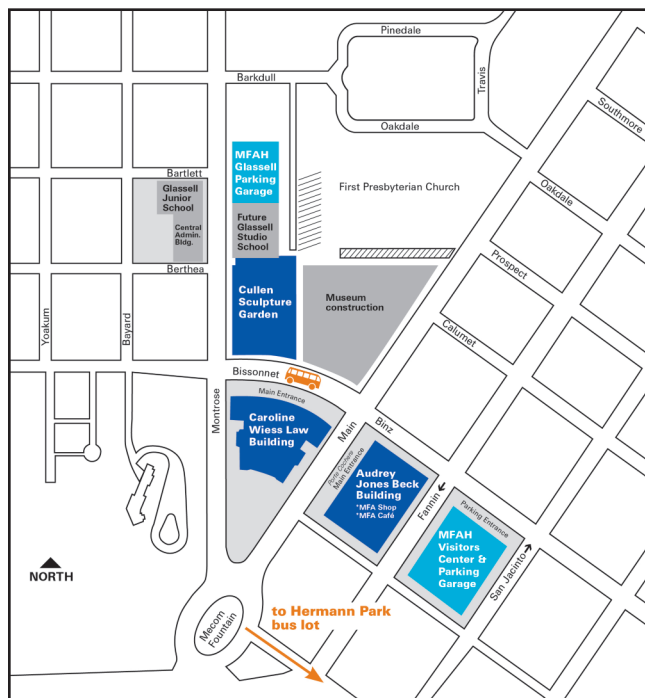 Pinedale
Travis
Barkdull
Oakdale
Southmore
MFAH
Glassell
Parking
Garage
Bartlett
Glassell
Junior
School
Central
Admin.
Bldg.
Future
Glassell
Studio
School
First Presbyterian Church
Oakdale
Berthea
Prospect
Cullen
Sculpture
Garden
Museum
construction
Yoakum
Bayard
Calumet
Bissonnet
Main Entrance
Montrose
Caroline
Wiess Law
Building
Main
Binz
Porte Cochere
Main Entrance
Audrey
Jones Beck
Building
*MFA Shop
*MFA Café
Fannin
Parking Entrance
MFAH
Visitors
Center &
Parking
Garage
San Jacinto
NORTH
Mecom
Fountain
to Hermann Park
bus lot